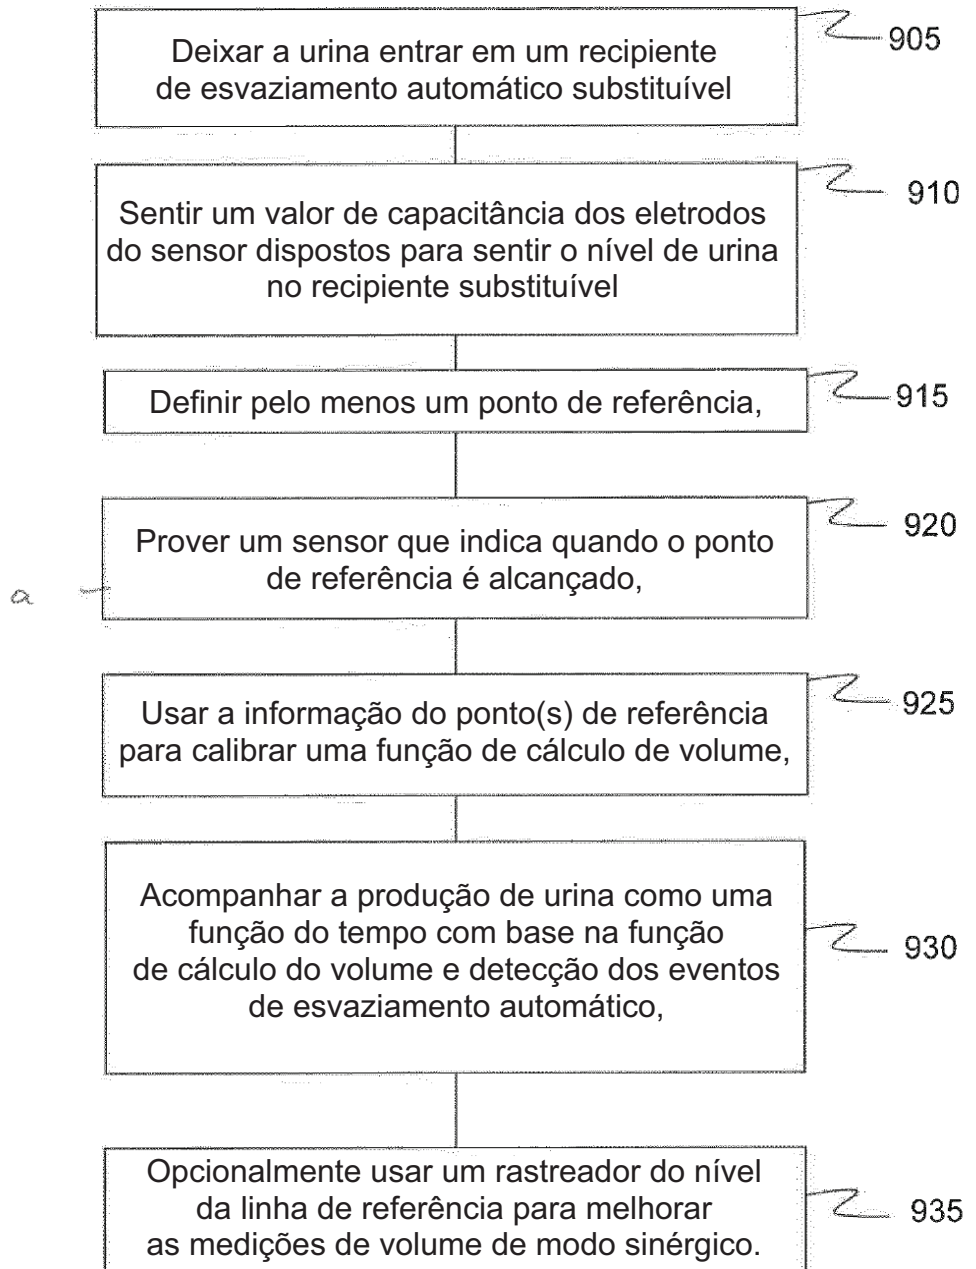 Deixar a urina entrar em um recipiente
de esvaziamento automático substituível
905
Sentir um valor de capacitância dos eletrodos
do sensor dispostos para sentir o nível de urina
no recipiente substituível
910
Definir pelo menos um ponto de referência,
915
Prover um sensor que indica quando o ponto
de referência é alcançado,
920
a
Usar a informação do ponto(s) de referência
para calibrar uma função de cálculo de volume,
925
Acompanhar a produção de urina como uma
função do tempo com base na função
de cálculo do volume e detecção dos eventos
de esvaziamento automático,
930
Opcionalmente usar um rastreador do nível
da linha de referência para melhorar
as medições de volume de modo sinérgico.
935